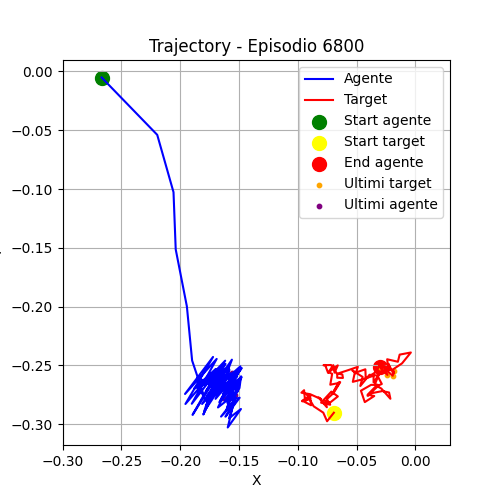 Trajectory - Episodio 6800
Agente
Target
Start agente
Start target
End agente
Ultimi target
Ultimi agente
0.00
−0.05
−0.10
−0.15
−0.20
−0.25
−0.30
−0.30 −0.25 −0.20 −0.15 −0.10 −0.05 0.00
X